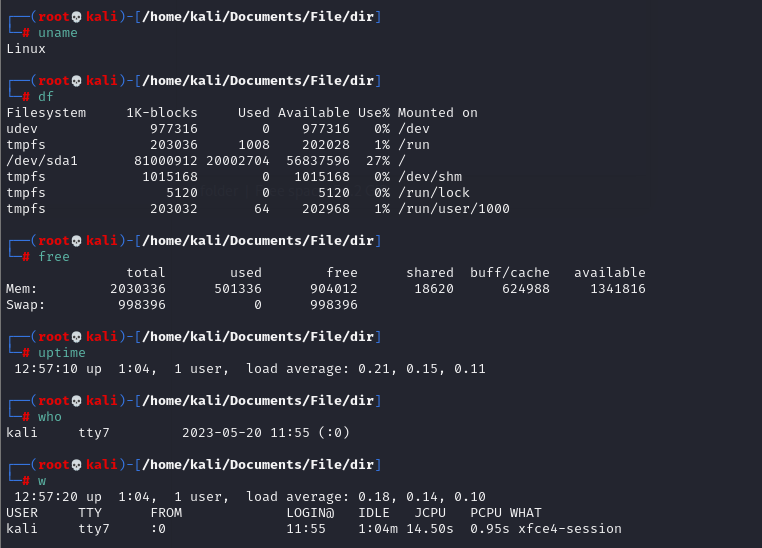 ┌──(root💀kali)-[/home/kali/Documents/File/dir]
└─# uname
Linux
┌──(root💀kali)-[/home/kali/Documents/File/dir]
└─# df
Filesystem     1K-blocks     Used Available Use% Mounted on
udev              977316        0    977316   0% /dev
tmpfs             203036     1008    202028   1% /run
/dev/sda1       81000912 20002704  56837596  27% /
tmpfs            1015168        0   1015168   0% /dev/shm
tmpfs               5120        0      5120   0% /run/lock
tmpfs             203032       64    202968   1% /run/user/1000
┌──(root💀kali)-[/home/kali/Documents/File/dir]
└─# free
               total        used        free      shared  buff/cache   available
Mem:         2030336      501336      904012       18620      624988     1341816
Swap:         998396           0      998396
┌──(root💀kali)-[/home/kali/Documents/File/dir]
└─# uptime
 12:57:10 up  1:04,  1 user,  load average: 0.21, 0.15, 0.11
┌──(root💀kali)-[/home/kali/Documents/File/dir]
└─# who
kali     tty7         2023-05-20 11:55 (:0)
┌──(root💀kali)-[/home/kali/Documents/File/dir]
└─# w
 12:57:20 up  1:04,  1 user,  load average: 0.18, 0.14, 0.10
USER     TTY      FROM             LOGIN@   IDLE   JCPU   PCPU WHAT
kali     tty7     :0               11:55    1:04m 14.50s  0.95s xfce4-session